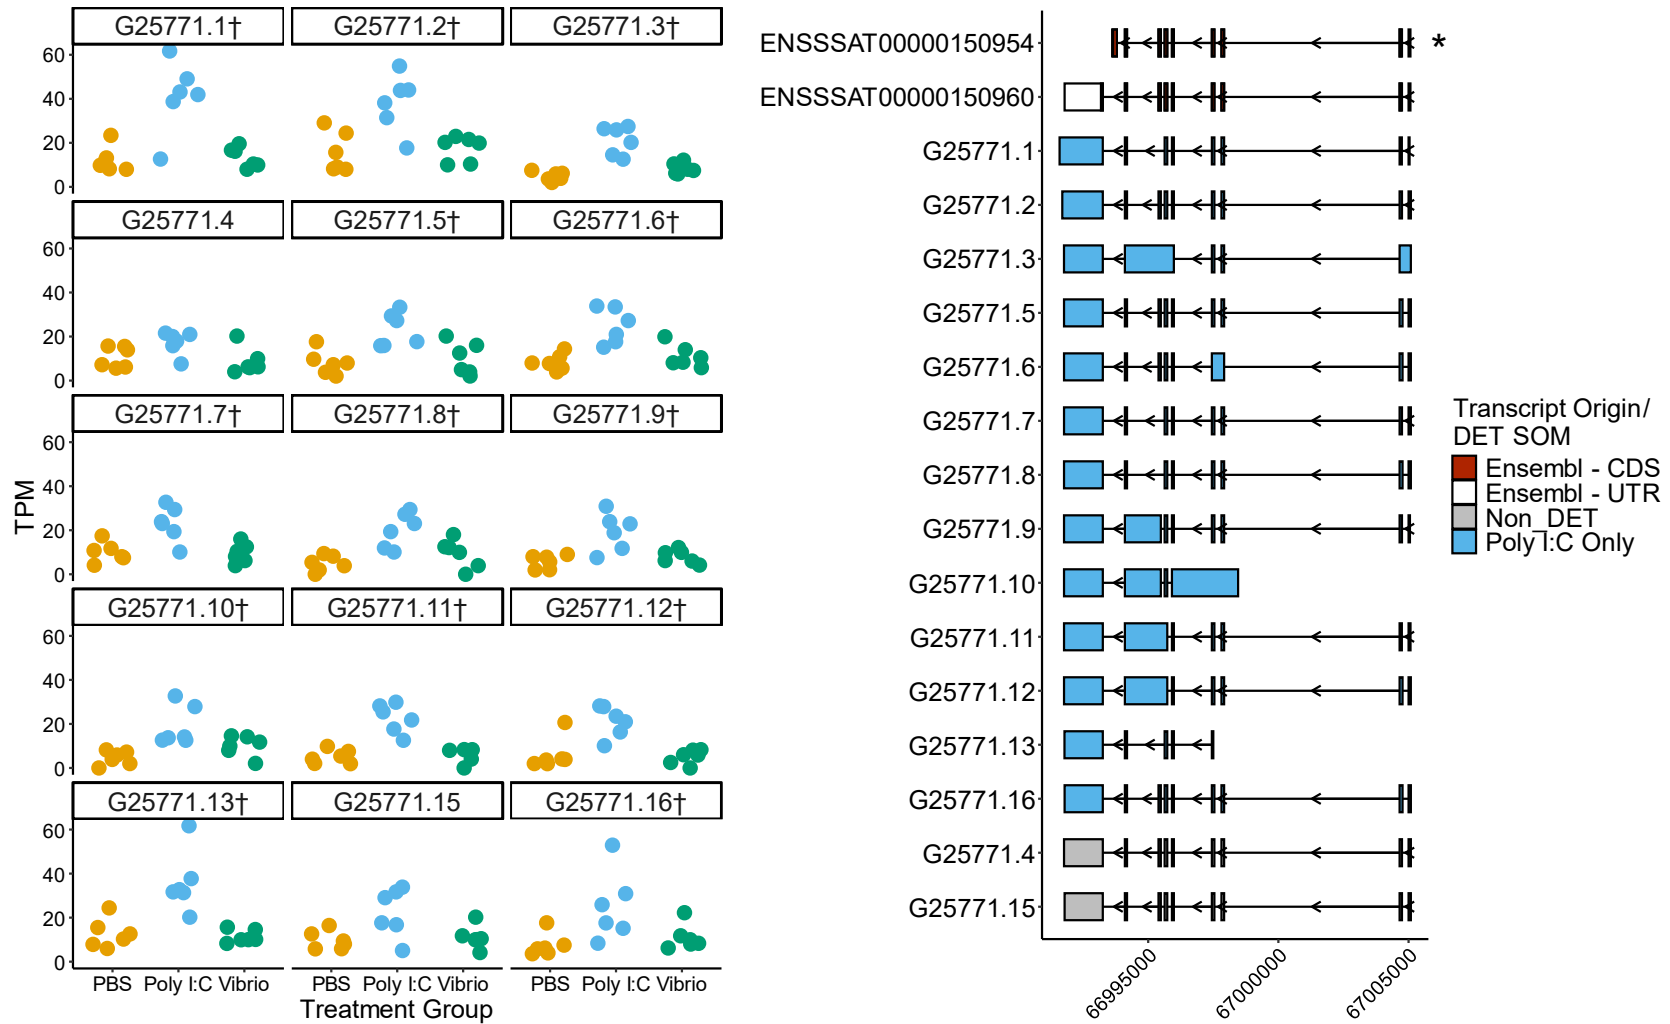 G25771.1†
G25771.2†
G25771.3†
60
40
20
0
G25771.4
G25771.5†
G25771.6†
60
40
20
0
G25771.7†
G25771.8†
G25771.9†
60
40
20
0
G25771.10†
G25771.11†
G25771.12†
60
40
20
0
G25771.13†
G25771.15
G25771.16†
60
40
20
0
TPM
PBS Poly I:C Vibrio
PBS Poly I:C Vibrio
PBS Poly I:C Vibrio
Treatment Group
ENSSSAT00000150954 *
ENSSSAT00000150960
G25771.1
G25771.2
G25771.3
G25771.5
G25771.6
G25771.7
G25771.8
G25771.9
G25771.10
G25771.11
G25771.12
G25771.13
G25771.16
G25771.4
G25771.15
66995000
67000000
67005000
Transcript Origin/
DET SOM
Ensembl - CDS
Ensembl - UTR
Non_DET
Poly I:C Only